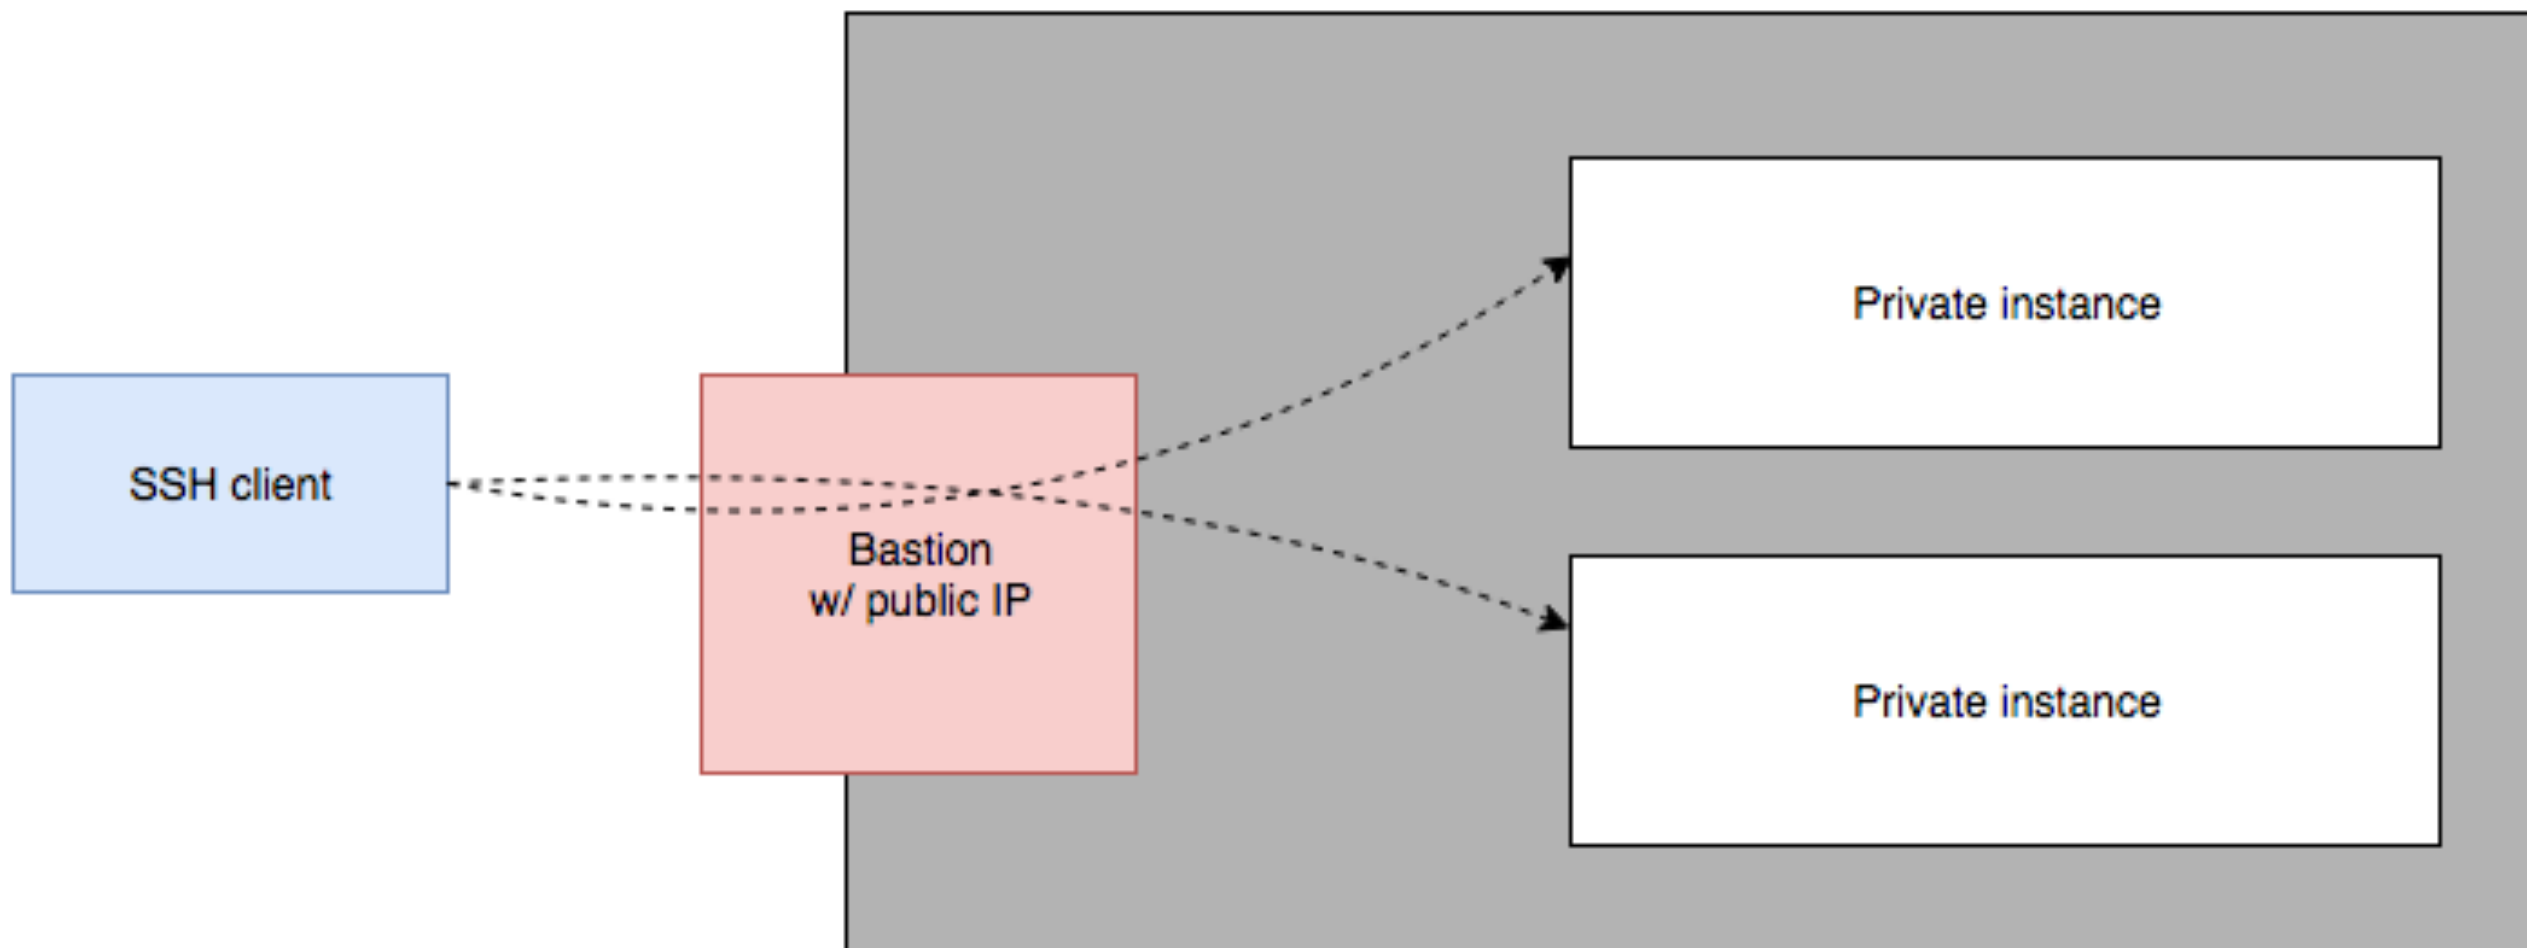 SSH client
Bastion
w/ public IP
Private instance
Private instance